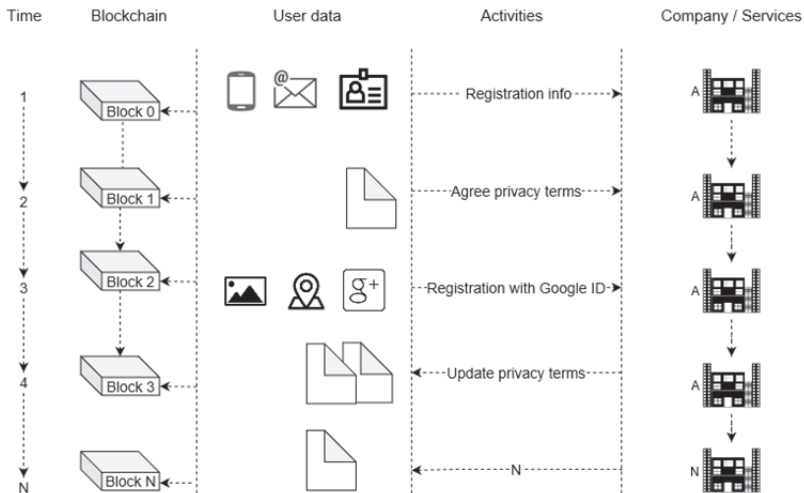 Time Blockchain User data Activities Company / Services
1 Block 0 @ Registration info A
2 Block 1 Agree privacy terms A
3 Block 2 g+ Registration with Google ID A
4 Block 3 Update privacy terms A
N Block N N N